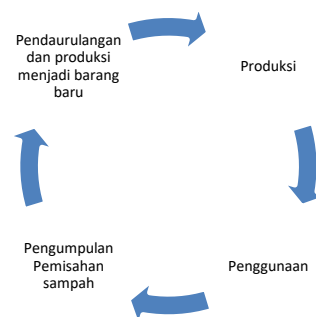 Pendaurulangan
dan produksi
menjadi barang
baru
Produksi
Penggunaan
Pengumpulan
Pemisahan
sampah